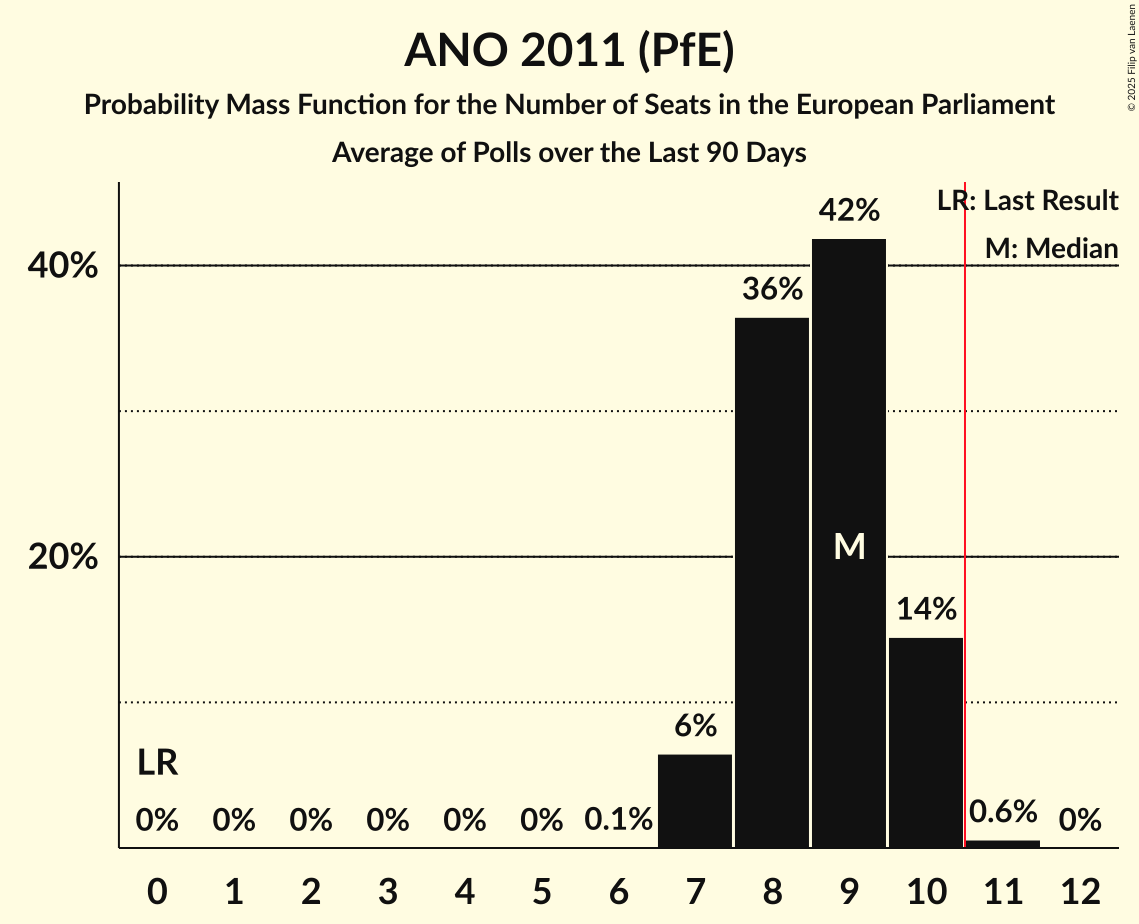 ANO 2011 (PfE)
Probability Mass Function for the Number of Seats in the European Parliament
Average of Polls over the Last 90 Days
© 2025 Filip van Laenen
LR: Last Result
M: Median
40%
20%
42%
36%
M
14%
6%
LR
0% 0% 0% 0% 0% 0% 0.1% 0.6% 0%
0 1 2 3 4 5 6 7 8 9 10 11 12